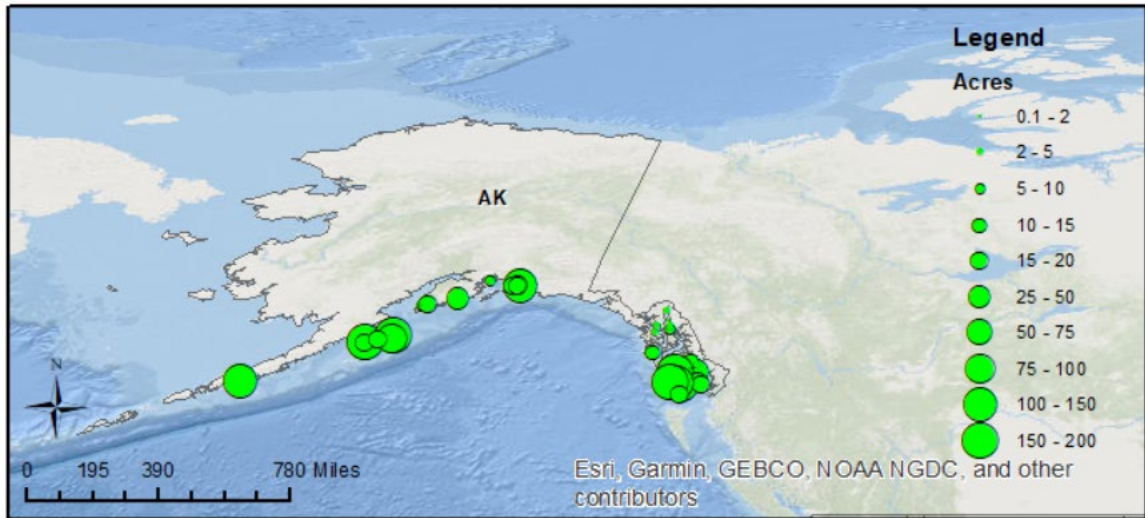 Legend
Acres
0.1 - 2
2 - 5
5 - 10
10 - 15
15 - 20
25 - 50
50 - 75
75 - 100
100 - 150
150 - 200
AK
N
0 195 390 780 Miles
Esri, Garmin, GEBCO, NOAA NGDC, and other
contributors